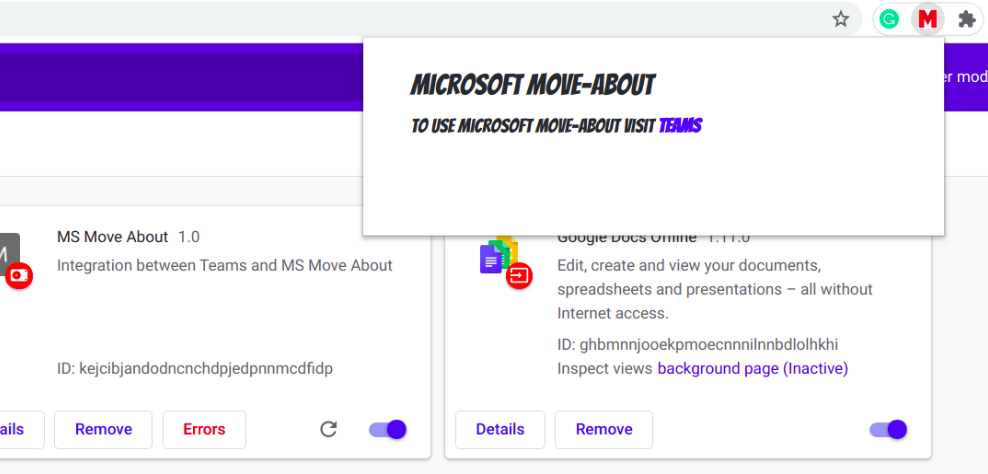 M
er mod
MICROSOFT MOVE-ABOUT
TO USE MICROSOFT MOVE-ABOUT VISIT TEAMS
M
MS Move About 1.0
Integration between Teams and MS Move About
ID: kejcibjandodncnchdpjedpnnmcdfidp
ails
Remove
Errors
Google Docs Offline 1.11.0
Edit, create and view your documents,
spreadsheets and presentations – all without
Internet access.
ID: ghbmnnjooekpmoecnnnilnnbdlolhkhi
Inspect views background page (Inactive)
Details
Remove